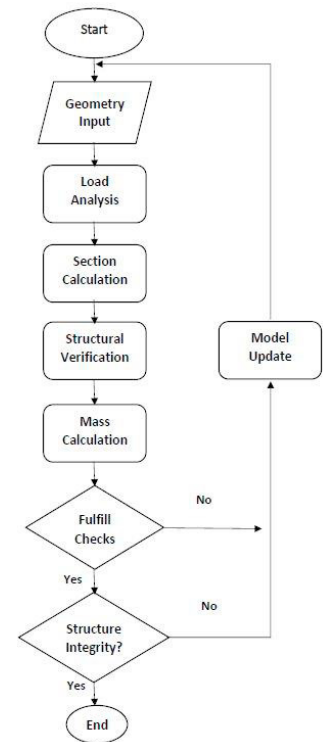 Start
Geometry
Input
Load
Analysis
Section
Calculation
Structural
Verification
Model
Update
Mass
Calculation
No
Fulfill
Checks
Yes
No
Structure
Integrity?
Yes
End